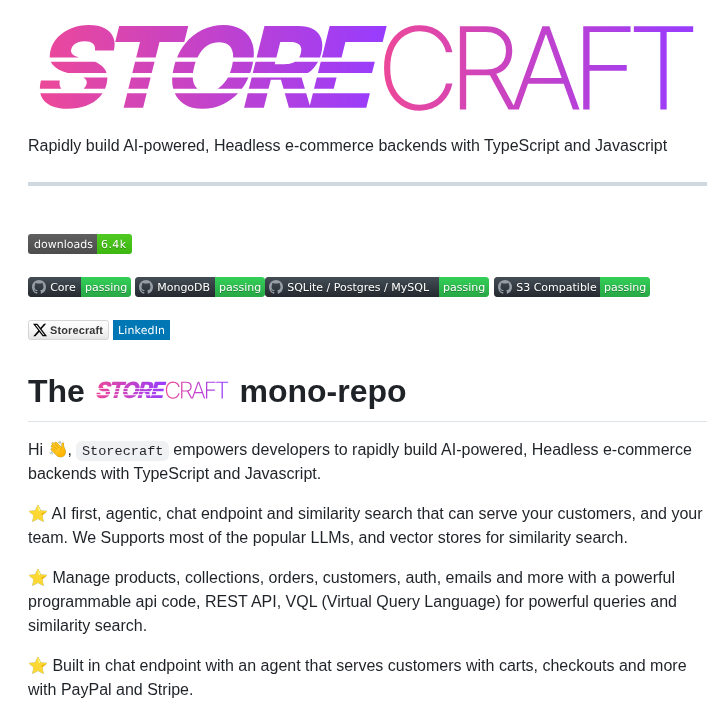 STORECRAFT
Rapidly build AI-powered, Headless e-commerce backends with TypeScript and Javascript
downloads 6.4k
Core passing MongoDB passing SQLite / Postgres / MySQL passing S3 Compatible passing
Storecraft LinkedIn
The STORECRAFT mono-repo
Hi 👋, Storecraft empowers developers to rapidly build AI-powered, Headless e-commerce
backends with TypeScript and Javascript.
⭐ AI first, agentic, chat endpoint and similarity search that can serve your customers, and your
team. We Supports most of the popular LLMs, and vector stores for similarity search.
⭐ Manage products, collections, orders, customers, auth, emails and more with a powerful
programmable api code, REST API, VQL (Virtual Query Language) for powerful queries and
similarity search.
⭐ Built in chat endpoint with an agent that serves customers with carts, checkouts and more
with PayPal and Stripe.